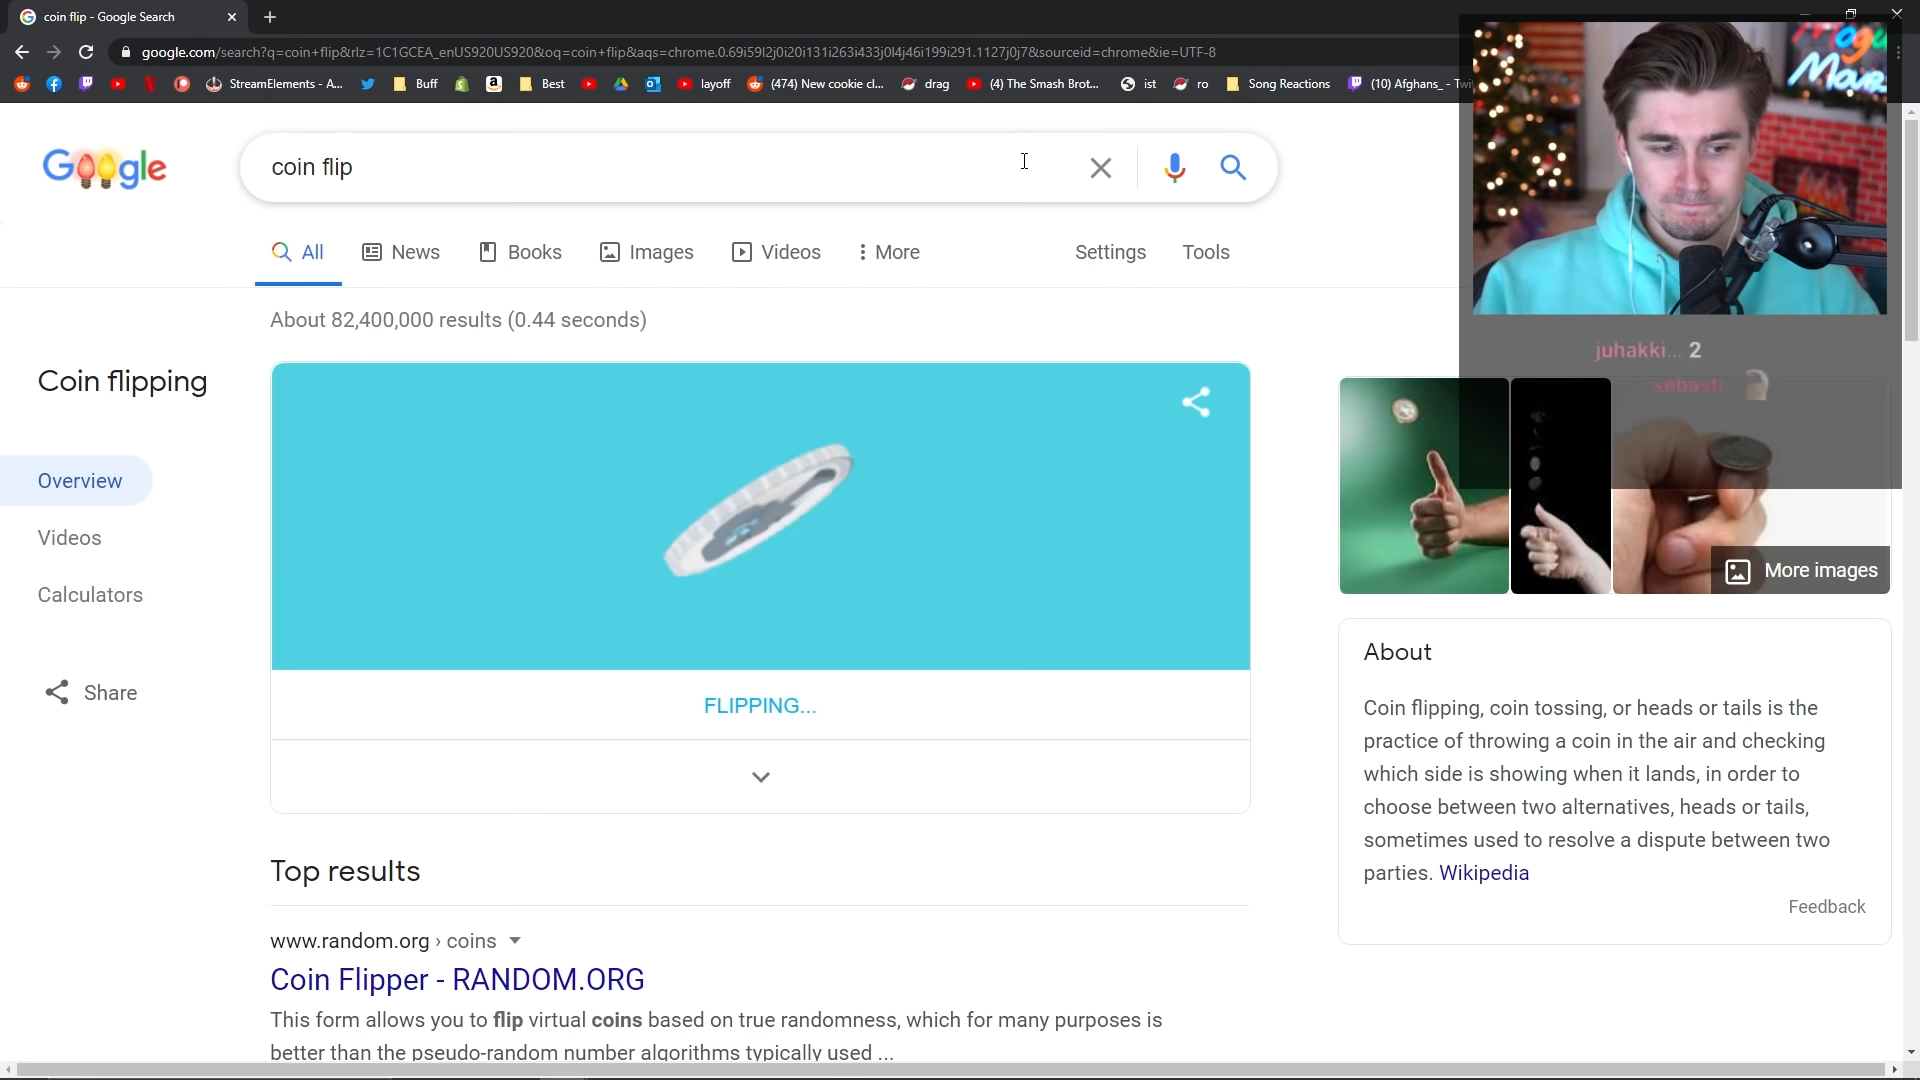 coin flip - Google Search
google.com/search?q=coin+flip&rlz=1C1GCEA_enUS920US920&oq=coin+flip&aqs=chrome.0.69i59l2j0i20i131i263i433j0l4j46i199i291.1127j0j7&sourceid=chrome&ie=UTF-8
StreamElements - A... Buff Best layoff (474) New cookie cl... drag (4) The Smash Brot... ist ro Song Reactions (10) Afghans_ - Twi
Google
coin flip
All News Books Images Videos More Settings Tools
About 82,400,000 results (0.44 seconds)
juhakki... 2
sebasti
Coin flipping
Overview
Videos
Calculators
Share
FLIPPING...
More images
About
Coin flipping, coin tossing, or heads or tails is the
practice of throwing a coin in the air and checking
which side is showing when it lands, in order to
choose between two alternatives, heads or tails,
sometimes used to resolve a dispute between two
parties. Wikipedia
Feedback
Top results
www.random.org › coins
Coin Flipper - RANDOM.ORG
This form allows you to flip virtual coins based on true randomness, which for many purposes is
better than the pseudo-random number algorithms typically used ...